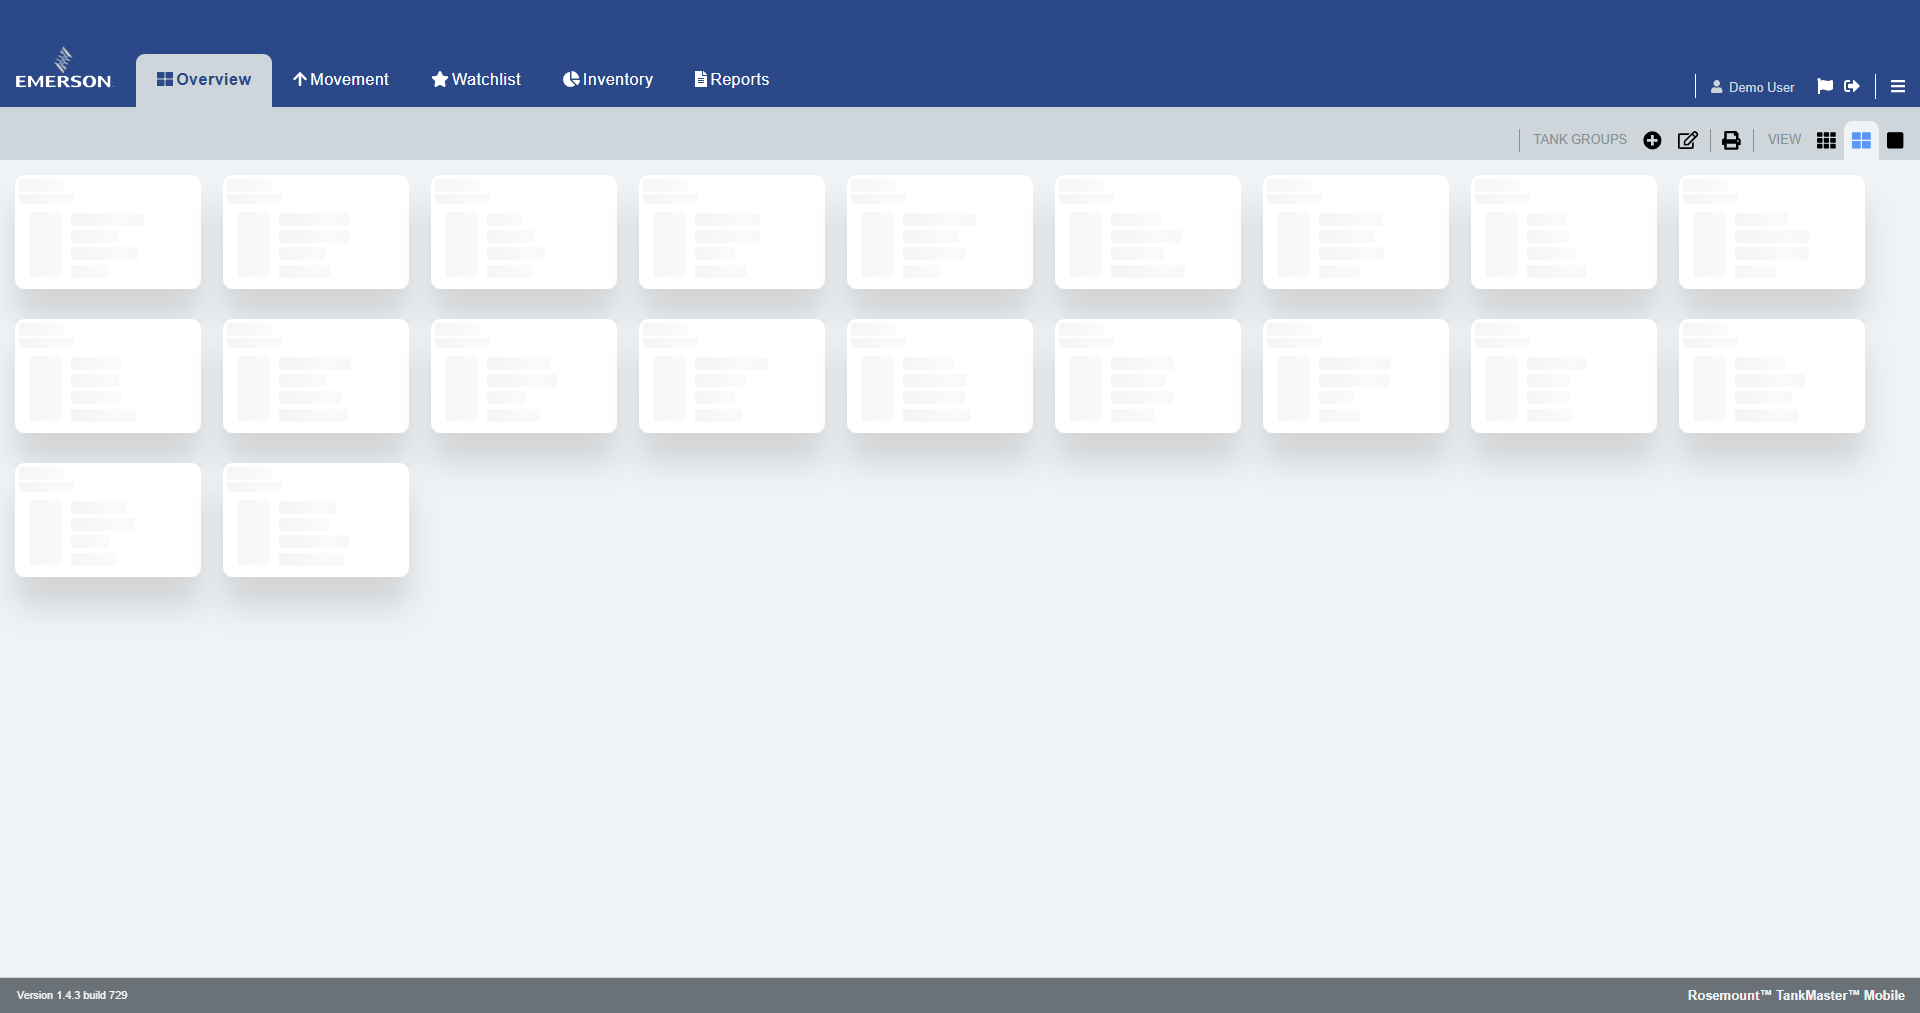 EMERSON
Overview
Movement
Watchlist
Inventory
Reports
Demo User
TANK GROUPS
VIEW
Version 1.4.3 build 729
Rosemount™ TankMaster™ Mobile